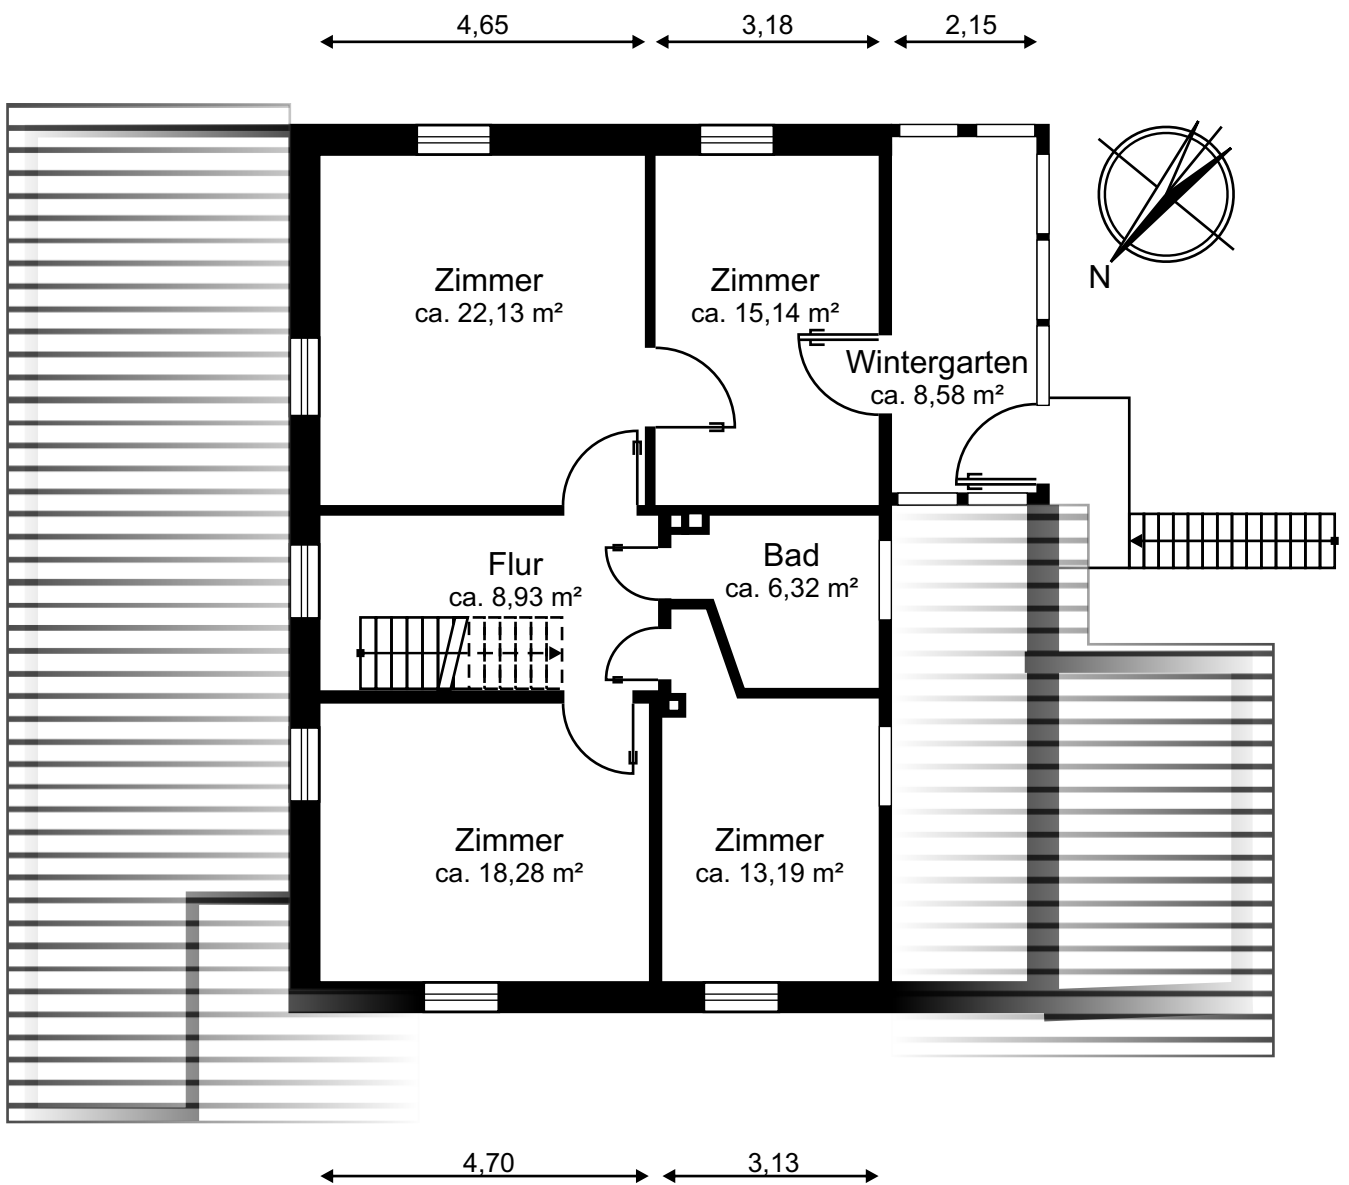 4,65
3,18
2,15
Zimmer
ca. 22,13 m²
Zimmer
ca. 15,14 m²
N
Wintergarten
ca. 8,58 m²
Flur
ca. 8,93 m²
Bad
ca. 6,32 m²
Zimmer
ca. 18,28 m²
Zimmer
ca. 13,19 m²
4,70
3,13